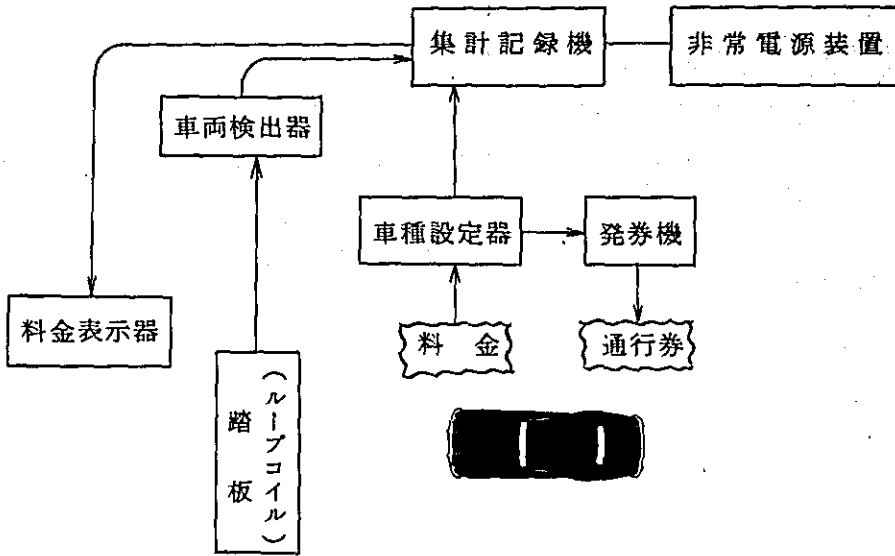 集計記録機
非常電源装置
車両検出器
車種設定器
発券機
料金表示器
料金
通行券
踏板
(ループコイル)